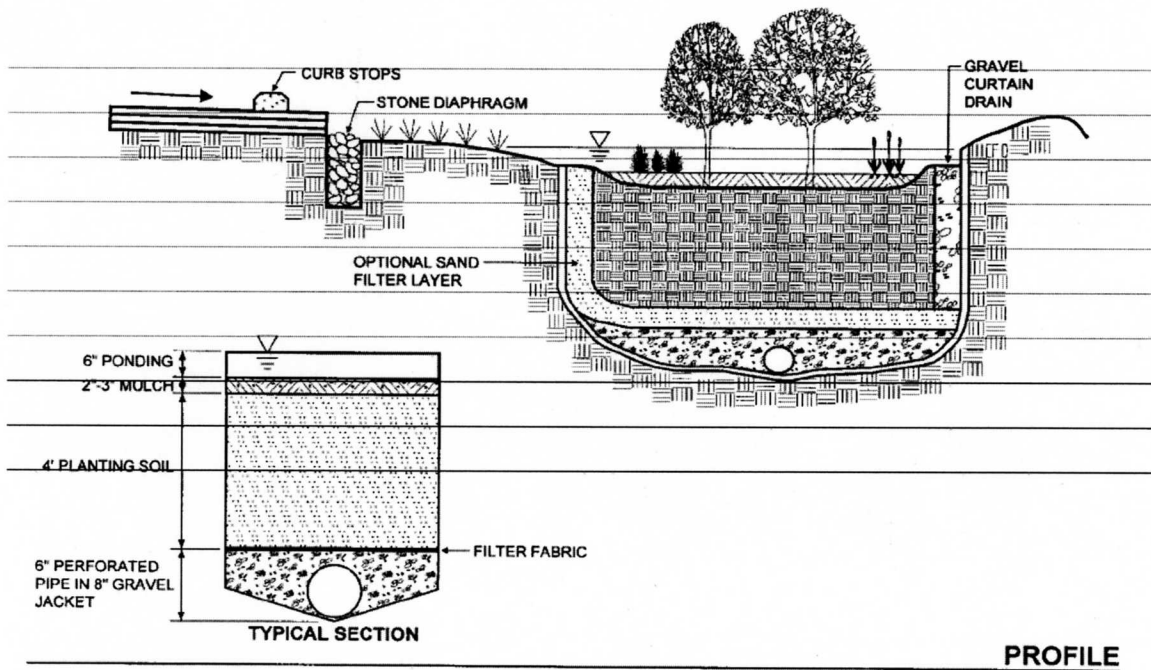 CURB STOPS
STONE DIAPHRAGM
GRAVEL
CURTAIN
DRAIN
OPTIONAL SAND
FILTER LAYER
6" PONDING
2"-3" MULCH
4' PLANTING SOIL
FILTER FABRIC
6" PERFORATED
PIPE IN 8" GRAVEL
JACKET
TYPICAL SECTION
PROFILE